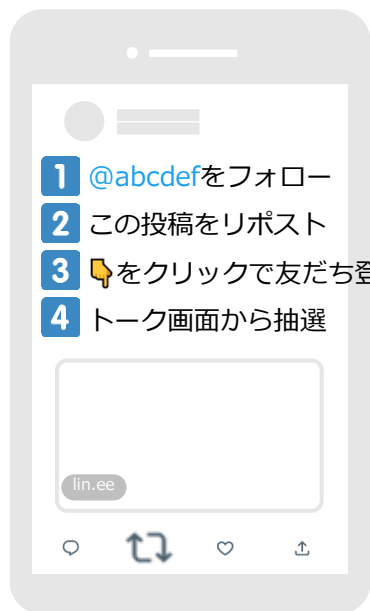 1 @abcdefをフォロー
2 この投稿をリポスト
3 👇をクリックで友だち登
4 トーク画面から抽選
lin.ee